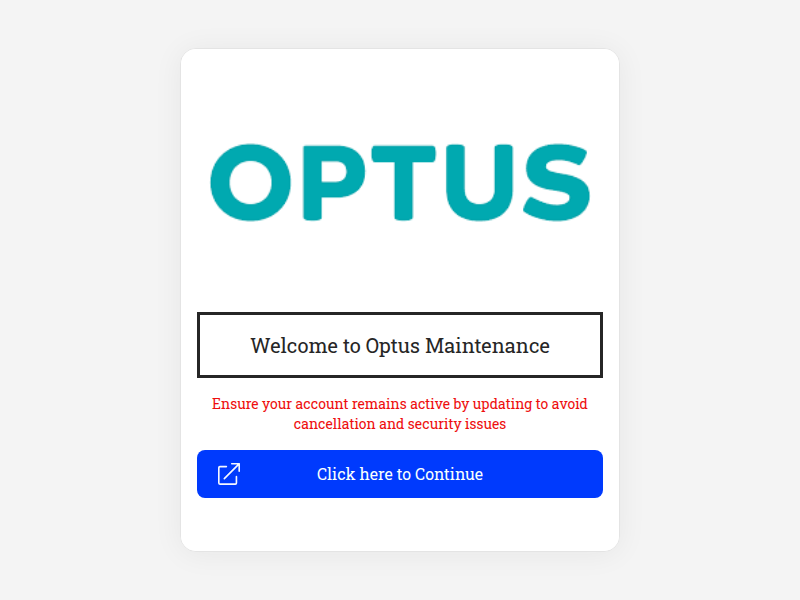 OPTUS
Welcome to Optus Maintenance
Ensure your account remains active by updating to avoid
cancellation and security issues
Click here to Continue